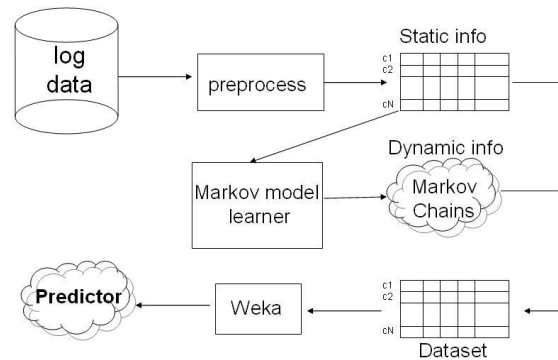 log
data
preprocess
Static info
c1
c2
cN
Markov model
learner
Dynamic info
Markov
Chains
Predictor
Weka
c1
c2
cN
Dataset